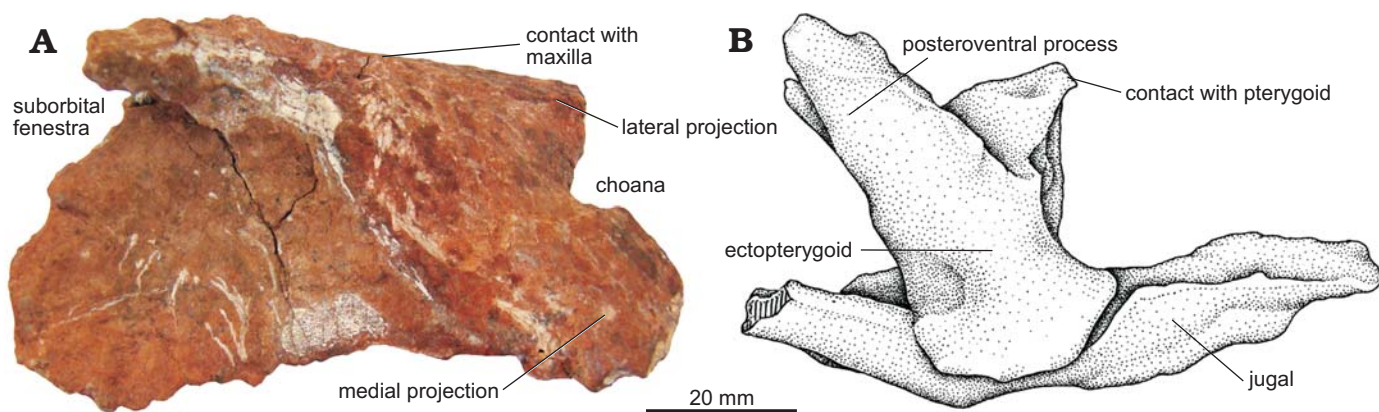 A
contact with
maxilla
suborbital
fenestra
lateral projection
choana
medial projection
20 mm
B
posteroventral process
contact with pterygoid
ectopterygoid
jugal